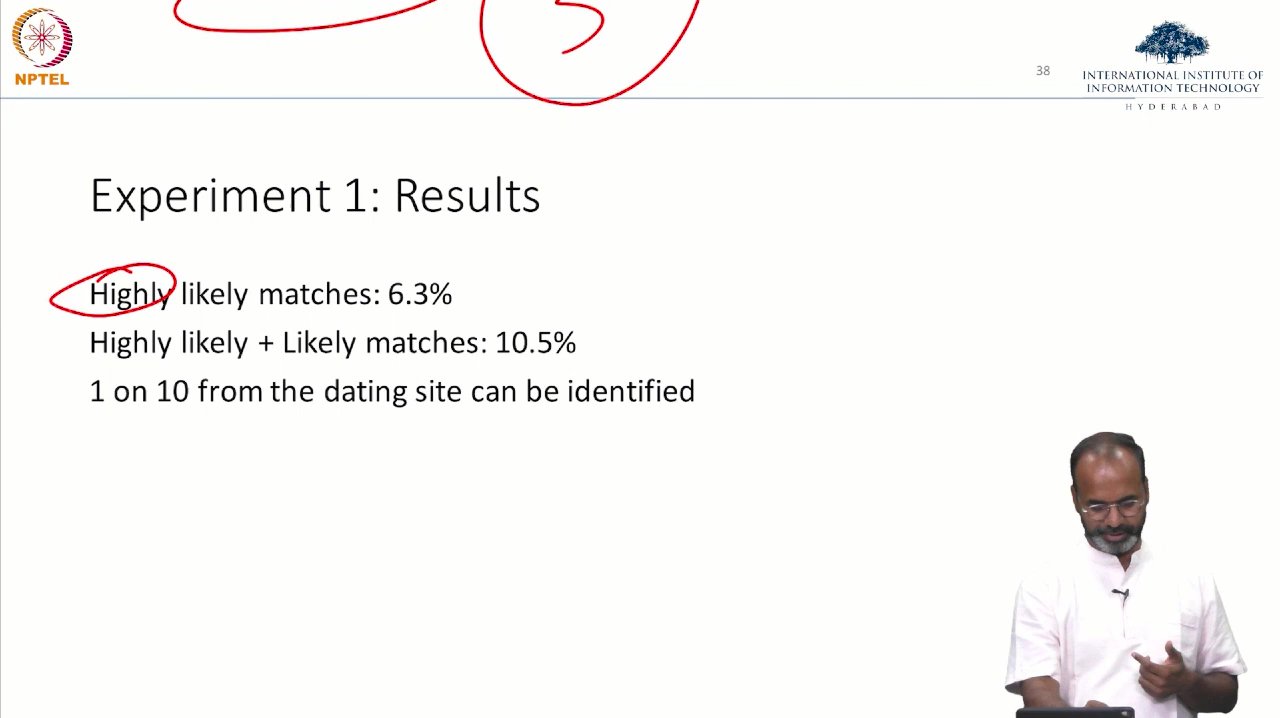 5
NPTEL
38
INTERNATIONAL INSTITUTE OF
INFORMATION TECHNOLOGY
HYDERABAD
Experiment 1: Results
Highly likely matches: 6.3%
Highly likely + Likely matches: 10.5%
1 on 10 from the dating site can be identified